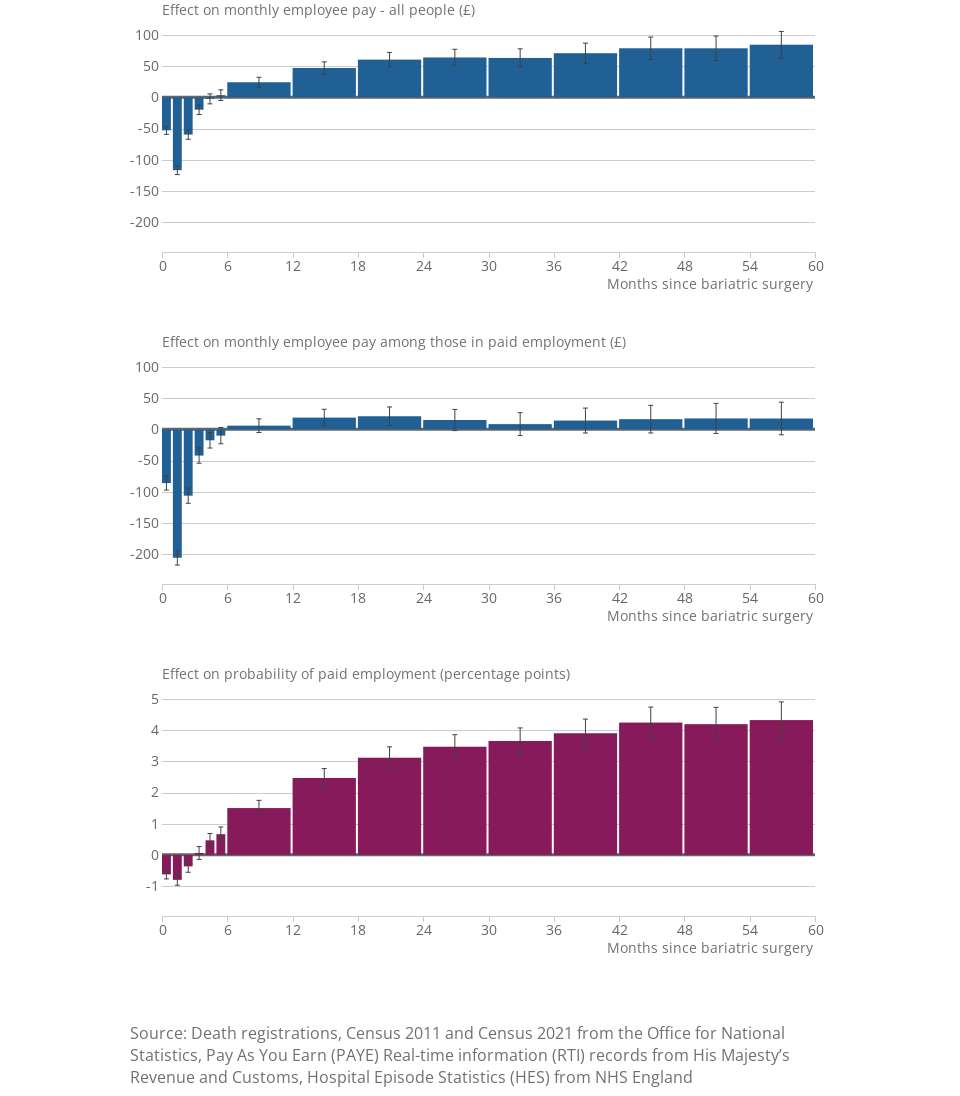 Effect on monthly employee pay - all people (£)
100
50
0
-50
-100
-150
-200
0 6 12 18 24 30 36 42 48 54 60
Months since bariatric surgery
Effect on monthly employee pay among those in paid employment (£)
100
50
0
-50
-100
-150
-200
0 6 12 18 24 30 36 42 48 54 60
Months since bariatric surgery
Effect on probability of paid employment (percentage points)
5
4
3
2
1
0
-1
0 6 12 18 24 30 36 42 48 54 60
Months since bariatric surgery
Source: Death registrations, Census 2011 and Census 2021 from the Office for National
Statistics, Pay As You Earn (PAYE) Real-time information (RTI) records from His Majesty’s
Revenue and Customs, Hospital Episode Statistics (HES) from NHS England